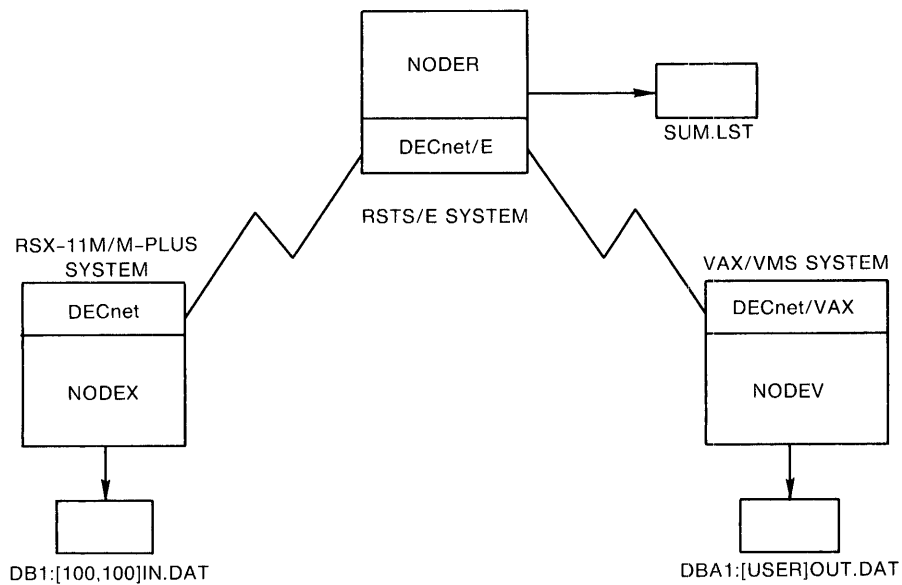 NODER
DECnet/E
SUM.LST
RSTS/E SYSTEM
RSX-11M/M-PLUS
SYSTEM
DECnet
NODEX
DB1:[100,100]IN.DAT
VAX/VMS SYSTEM
DECnet/VAX
NODEV
DBA1:[USER]OUT.DAT